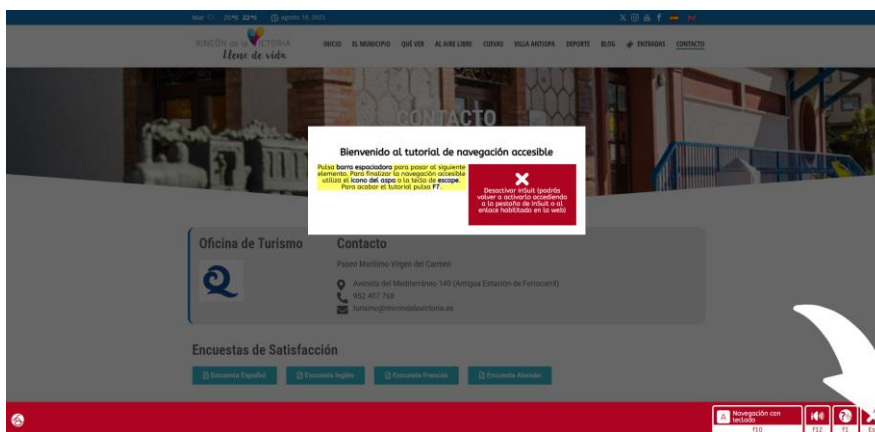 Mar 20ºC 22ºC agosto 19, 2025
RINCÓN de la VICTORIA
Llenc de vida
INICIO EL MUNICIPIO QUÉ VER AL AIRE LIBRE CUEVAS VILLA ANTIOPA DEPORTE BLOG ENTRADAS CONTACTO
CONTACTO
Bienvenido al tutorial de navegación accesible
Pulsa barra espaciadora para pasar al siguiente
elemento. Para finalizar la navegación accesible
utiliza el icono del aspa o la tecla de escape.
Para acabar el tutorial pulsa F7.
Desactivar inSuit (podrás
volver a activarlo accediendo
a la pestaña de inSuit o al
enlace habilitado en la web)
Oficina de Turismo
Contacto
Paseo Marítimo Virgen del Carmen
Avenida del Mediterráneo 140 (Antigua Estación de Ferrocarril)
952 407 768
turismo@rincondelavictoria.es
Encuestas de Satisfacción
Encuesta Español
Encuesta Inglés
Encuesta Francés
Encuesta Alemán
A Navegación con
teclado
f10
f12
f1
Es